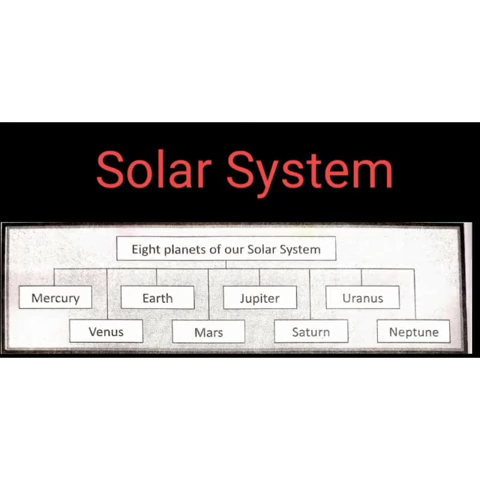 Solar System
Eight planets of our Solar System
Mercury
Earth
Jupiter
Uranus
Venus
Mars
Saturn
Neptune